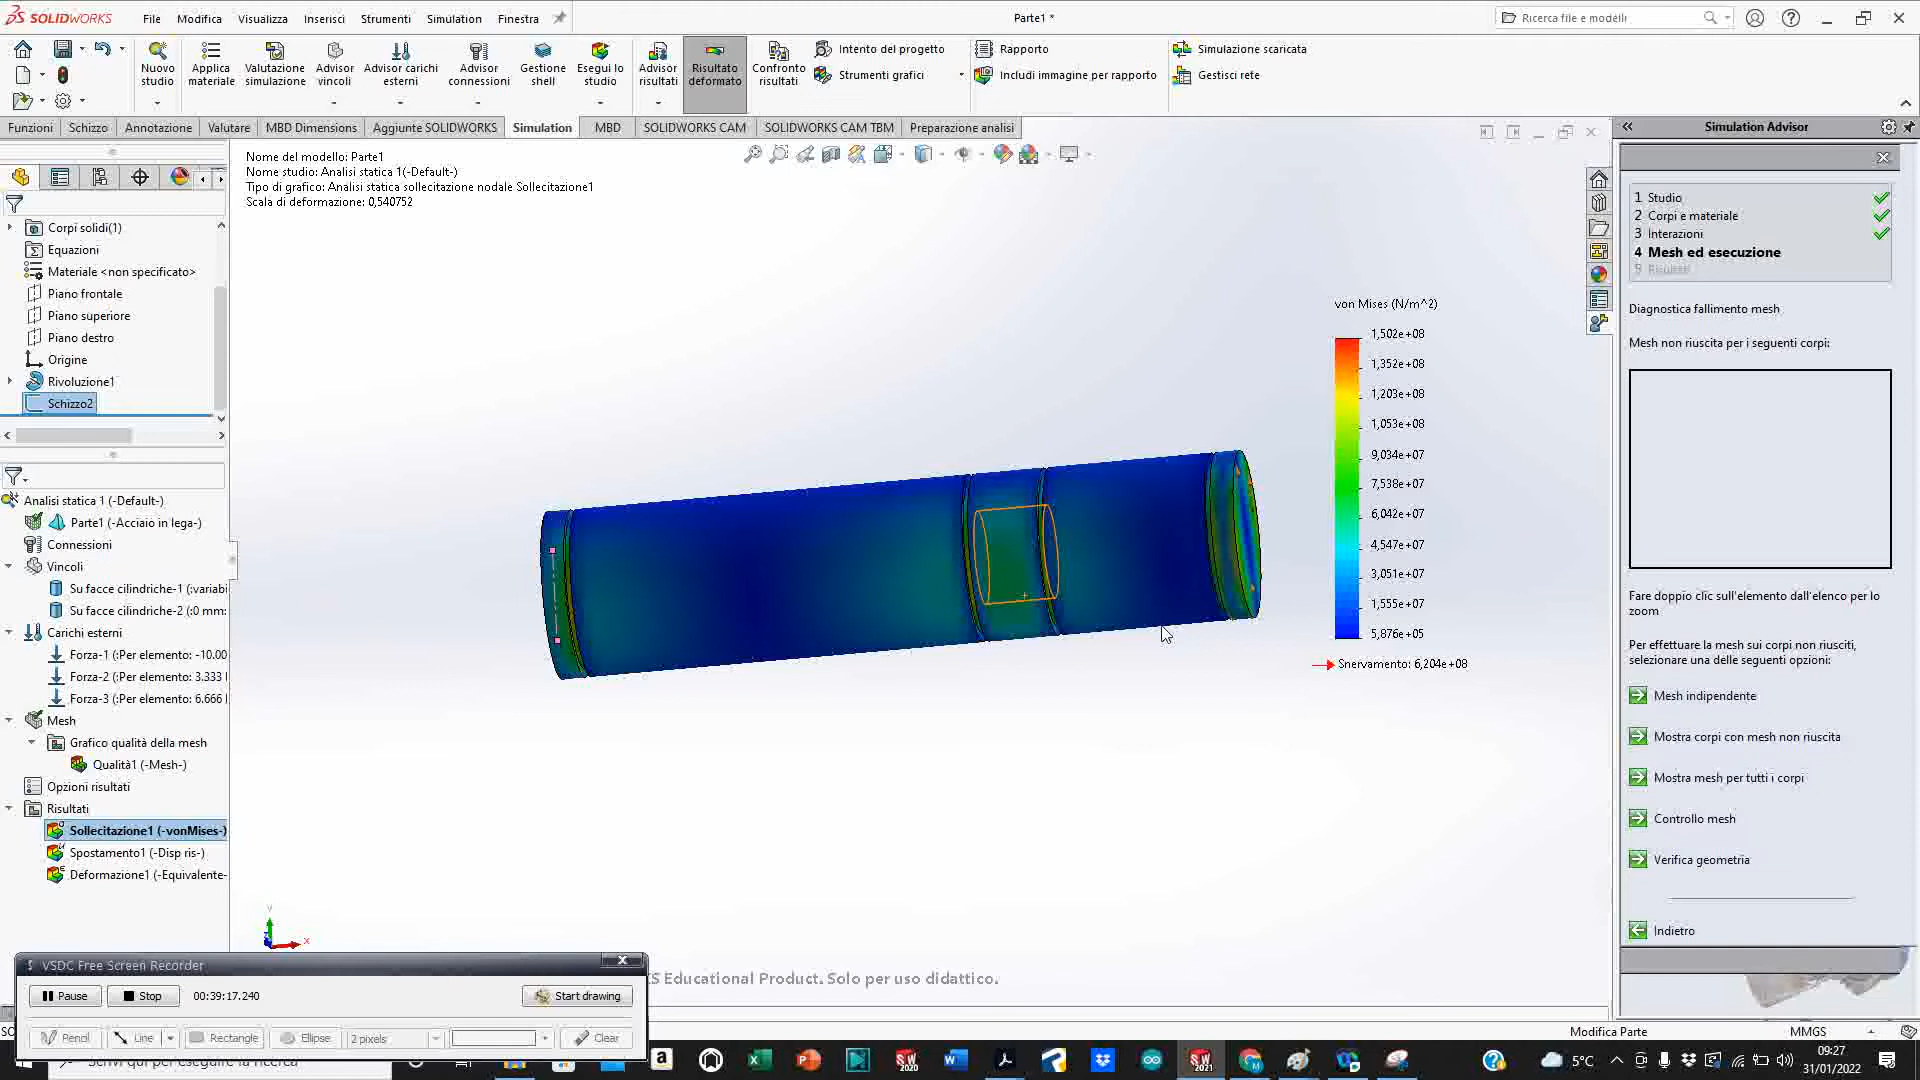 SOLIDWORKS
File
Modifica
Visualizza
Inserisci
Strumenti
Simulation
Finestra
Parte1 *
Ricerca file e modelli
Nuovo studio
Applica materiale
Valutazione simulazione
Advisor vincoli
Advisor carichi esterni
Advisor connessioni
Gestione shell
Esegui lo studio
Advisor risultati
Risultato deformato
Confronto risultati
Intento del progetto
Strumenti grafici
Rapporto
Includi immagine per rapporto
Simulazione scaricata
Gestisci rete
Funzioni
Schizzo
Annotazione
Valutare
MBD Dimensions
Aggiunte SOLIDWORKS
Simulation
MBD
SOLIDWORKS CAM
SOLIDWORKS CAM TBM
Preparazione analisi
Corpi solidi(1)
Equazioni
Materiale <non specificato>
Piano frontale
Piano superiore
Piano destro
Origine
Rivoluzione1
Schizzo2
Analisi statica 1 (-Default-)
Parte1 (-Acciaio in lega-)
Connessioni
Vincoli
Su facce cilindriche-1 (:variabi
Su facce cilindriche-2 (:0 mm:
Carichi esterni
Forza-1 (:Per elemento: -10.00
Forza-2 (:Per elemento: 3.333
Forza-3 (:Per elemento: 6.666
Mesh
Grafico qualità della mesh
Qualità1 (-Mesh-)
Opzioni risultati
Risultati
Sollecitazione1 (-vonMises-)
Spostamento1 (-Disp ris-)
Deformazione1 (-Equivalente-
Nome del modello: Parte1
Nome studio: Analisi statica 1(-Default-)
Tipo di grafico: Analisi statica sollecitazione nodale Sollecitazione1
Scala di deformazione: 0,540752
von Mises (N/m^2)
1,502e+08
1,352e+08
1,203e+08
1,053e+08
9,034e+07
7,538e+07
6,042e+07
4,547e+07
3,051e+07
1,555e+07
5,876e+05
Snervamento: 6,204e+08
Y
X
S Educational Product. Solo per uso didattico.
Simulation Advisor
1 Studio
2 Corpi e materiale
3 Interazioni
4 Mesh ed esecuzione
5 Risultati
Diagnostica fallimento mesh
Mesh non riuscita per i seguenti corpi:
Fare doppio clic sull'elemento dall'elenco per lo
zoom
Per effettuare la mesh sui corpi non riusciti,
selezionare una delle seguenti opzioni:
Mesh indipendente
Mostra corpi con mesh non riuscita
Mostra mesh per tutti i corpi
Controllo mesh
Verifica geometria
Indietro
VSDC Free Screen Recorder
Pause
Stop
00:39:17.240
Start drawing
Pencil
Line
Rectangle
Ellipse
2 pixels
Clear
SO
Modifica Parte
MMGS
Scrivi qui per eseguire la ricerca
5°C
09:27
31/01/2022